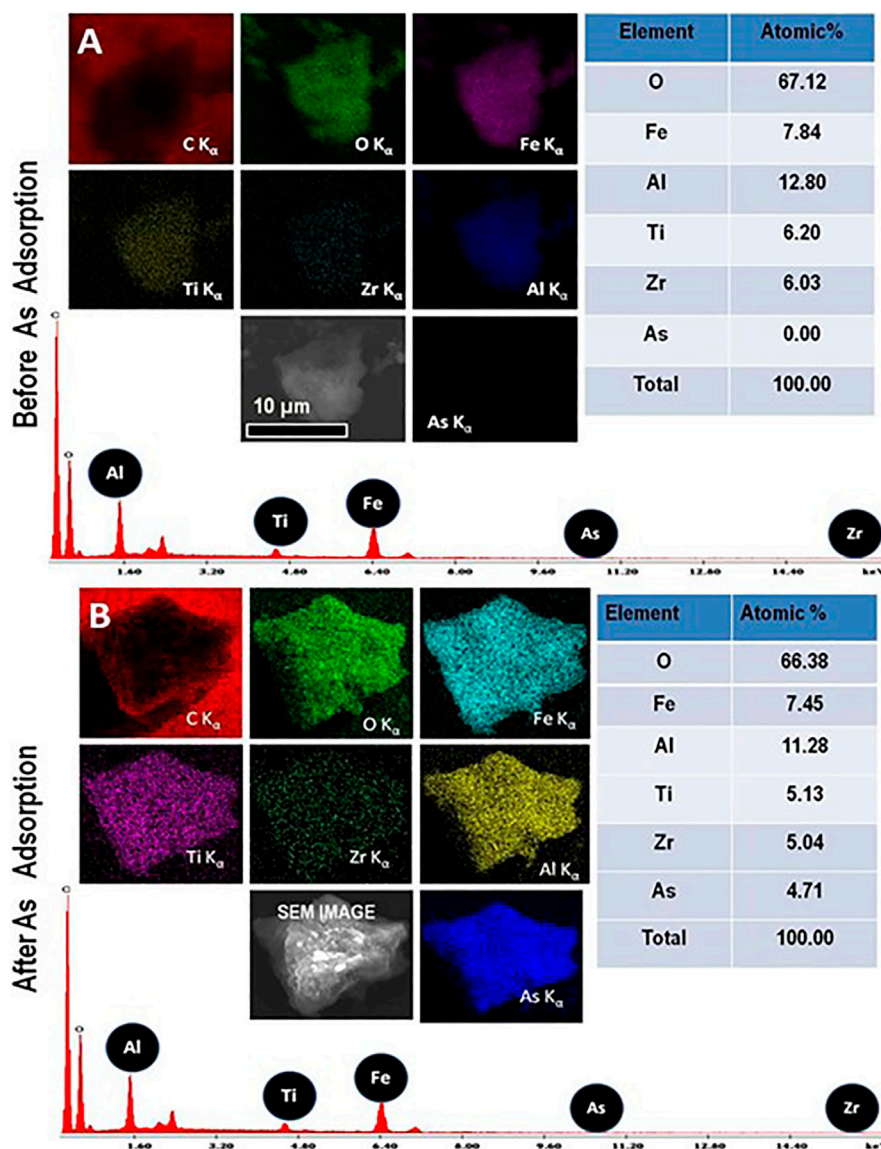 A
C Kα
O Kα
Fe Kα
Ti Kα
Zr Kα
Al Kα
10 µm
As Kα
Before As Adsorption
Element Atomic%
O 67.12
Fe 7.84
Al 12.80
Ti 6.20
Zr 6.03
As 0.00
Total 100.00
C
O
Al
Ti
Fe
As
Zr
1.60 3.20 4.80 6.40 8.00 9.60 11.20 12.80 14.40
B
C Kα
O Kα
Fe Kα
Ti Kα
Zr Kα
Al Kα
SEM IMAGE
As Kα
After As Adsorption
Element Atomic %
O 66.38
Fe 7.45
Al 11.28
Ti 5.13
Zr 5.04
As 4.71
Total 100.00
C
O
Al
Ti
Fe
As
Zr
1.60 3.20 4.80 6.40 8.00 9.60 11.20 12.80 14.40